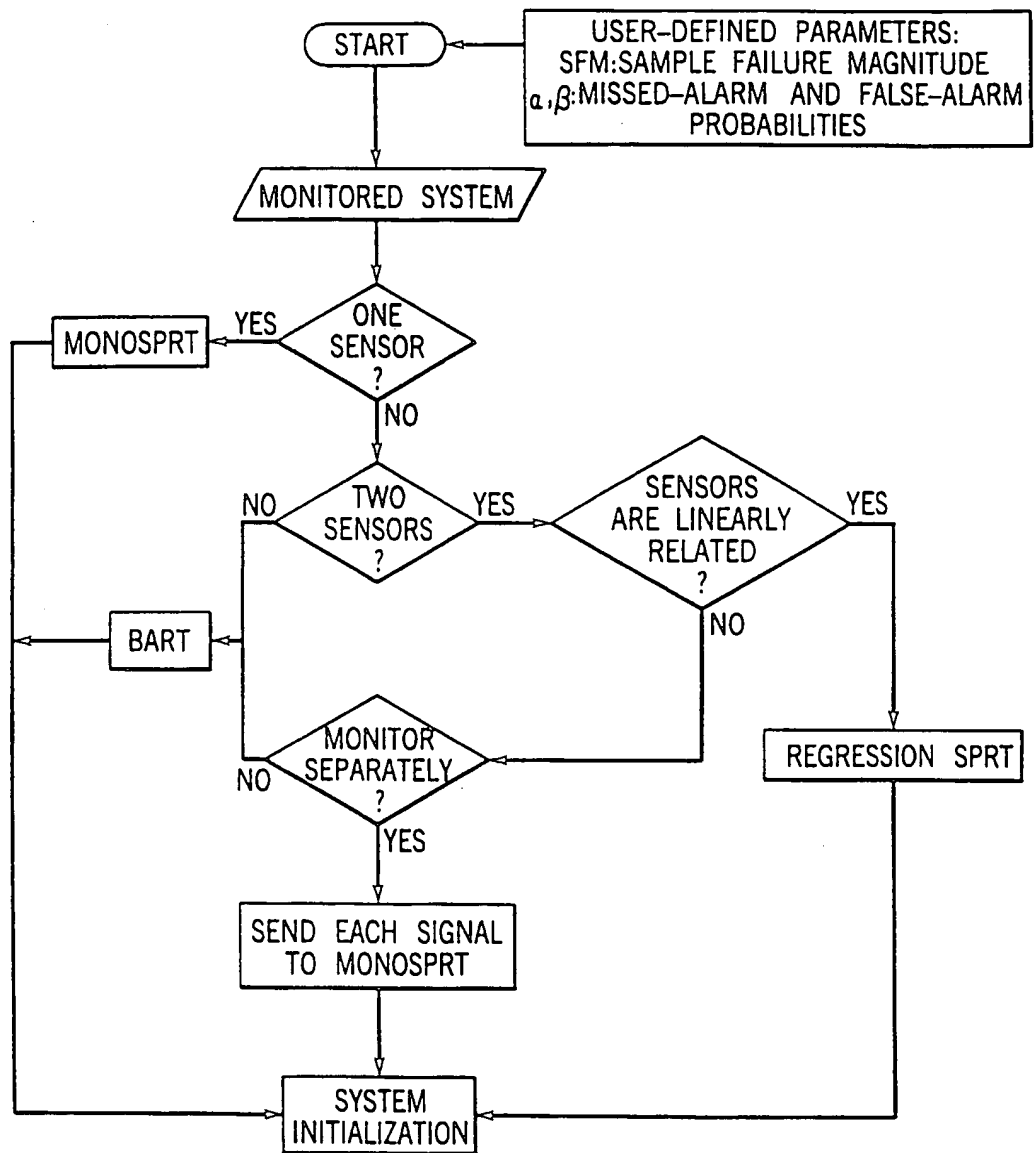 START
USER-DEFINED PARAMETERS:
SFM:SAMPLE FAILURE MAGNITUDE
α,β:MISSED-ALARM AND FALSE-ALARM
PROBABILITIES
MONITORED SYSTEM
ONE
SENSOR
?
YES
MONOSPRT
NO
TWO
SENSORS
?
NO
YES
SENSORS
ARE LINEARLY
RELATED
?
YES
NO
BART
MONITOR
SEPARATELY
?
NO
YES
REGRESSION SPRT
SEND EACH SIGNAL
TO MONOSPRT
SYSTEM
INITIALIZATION